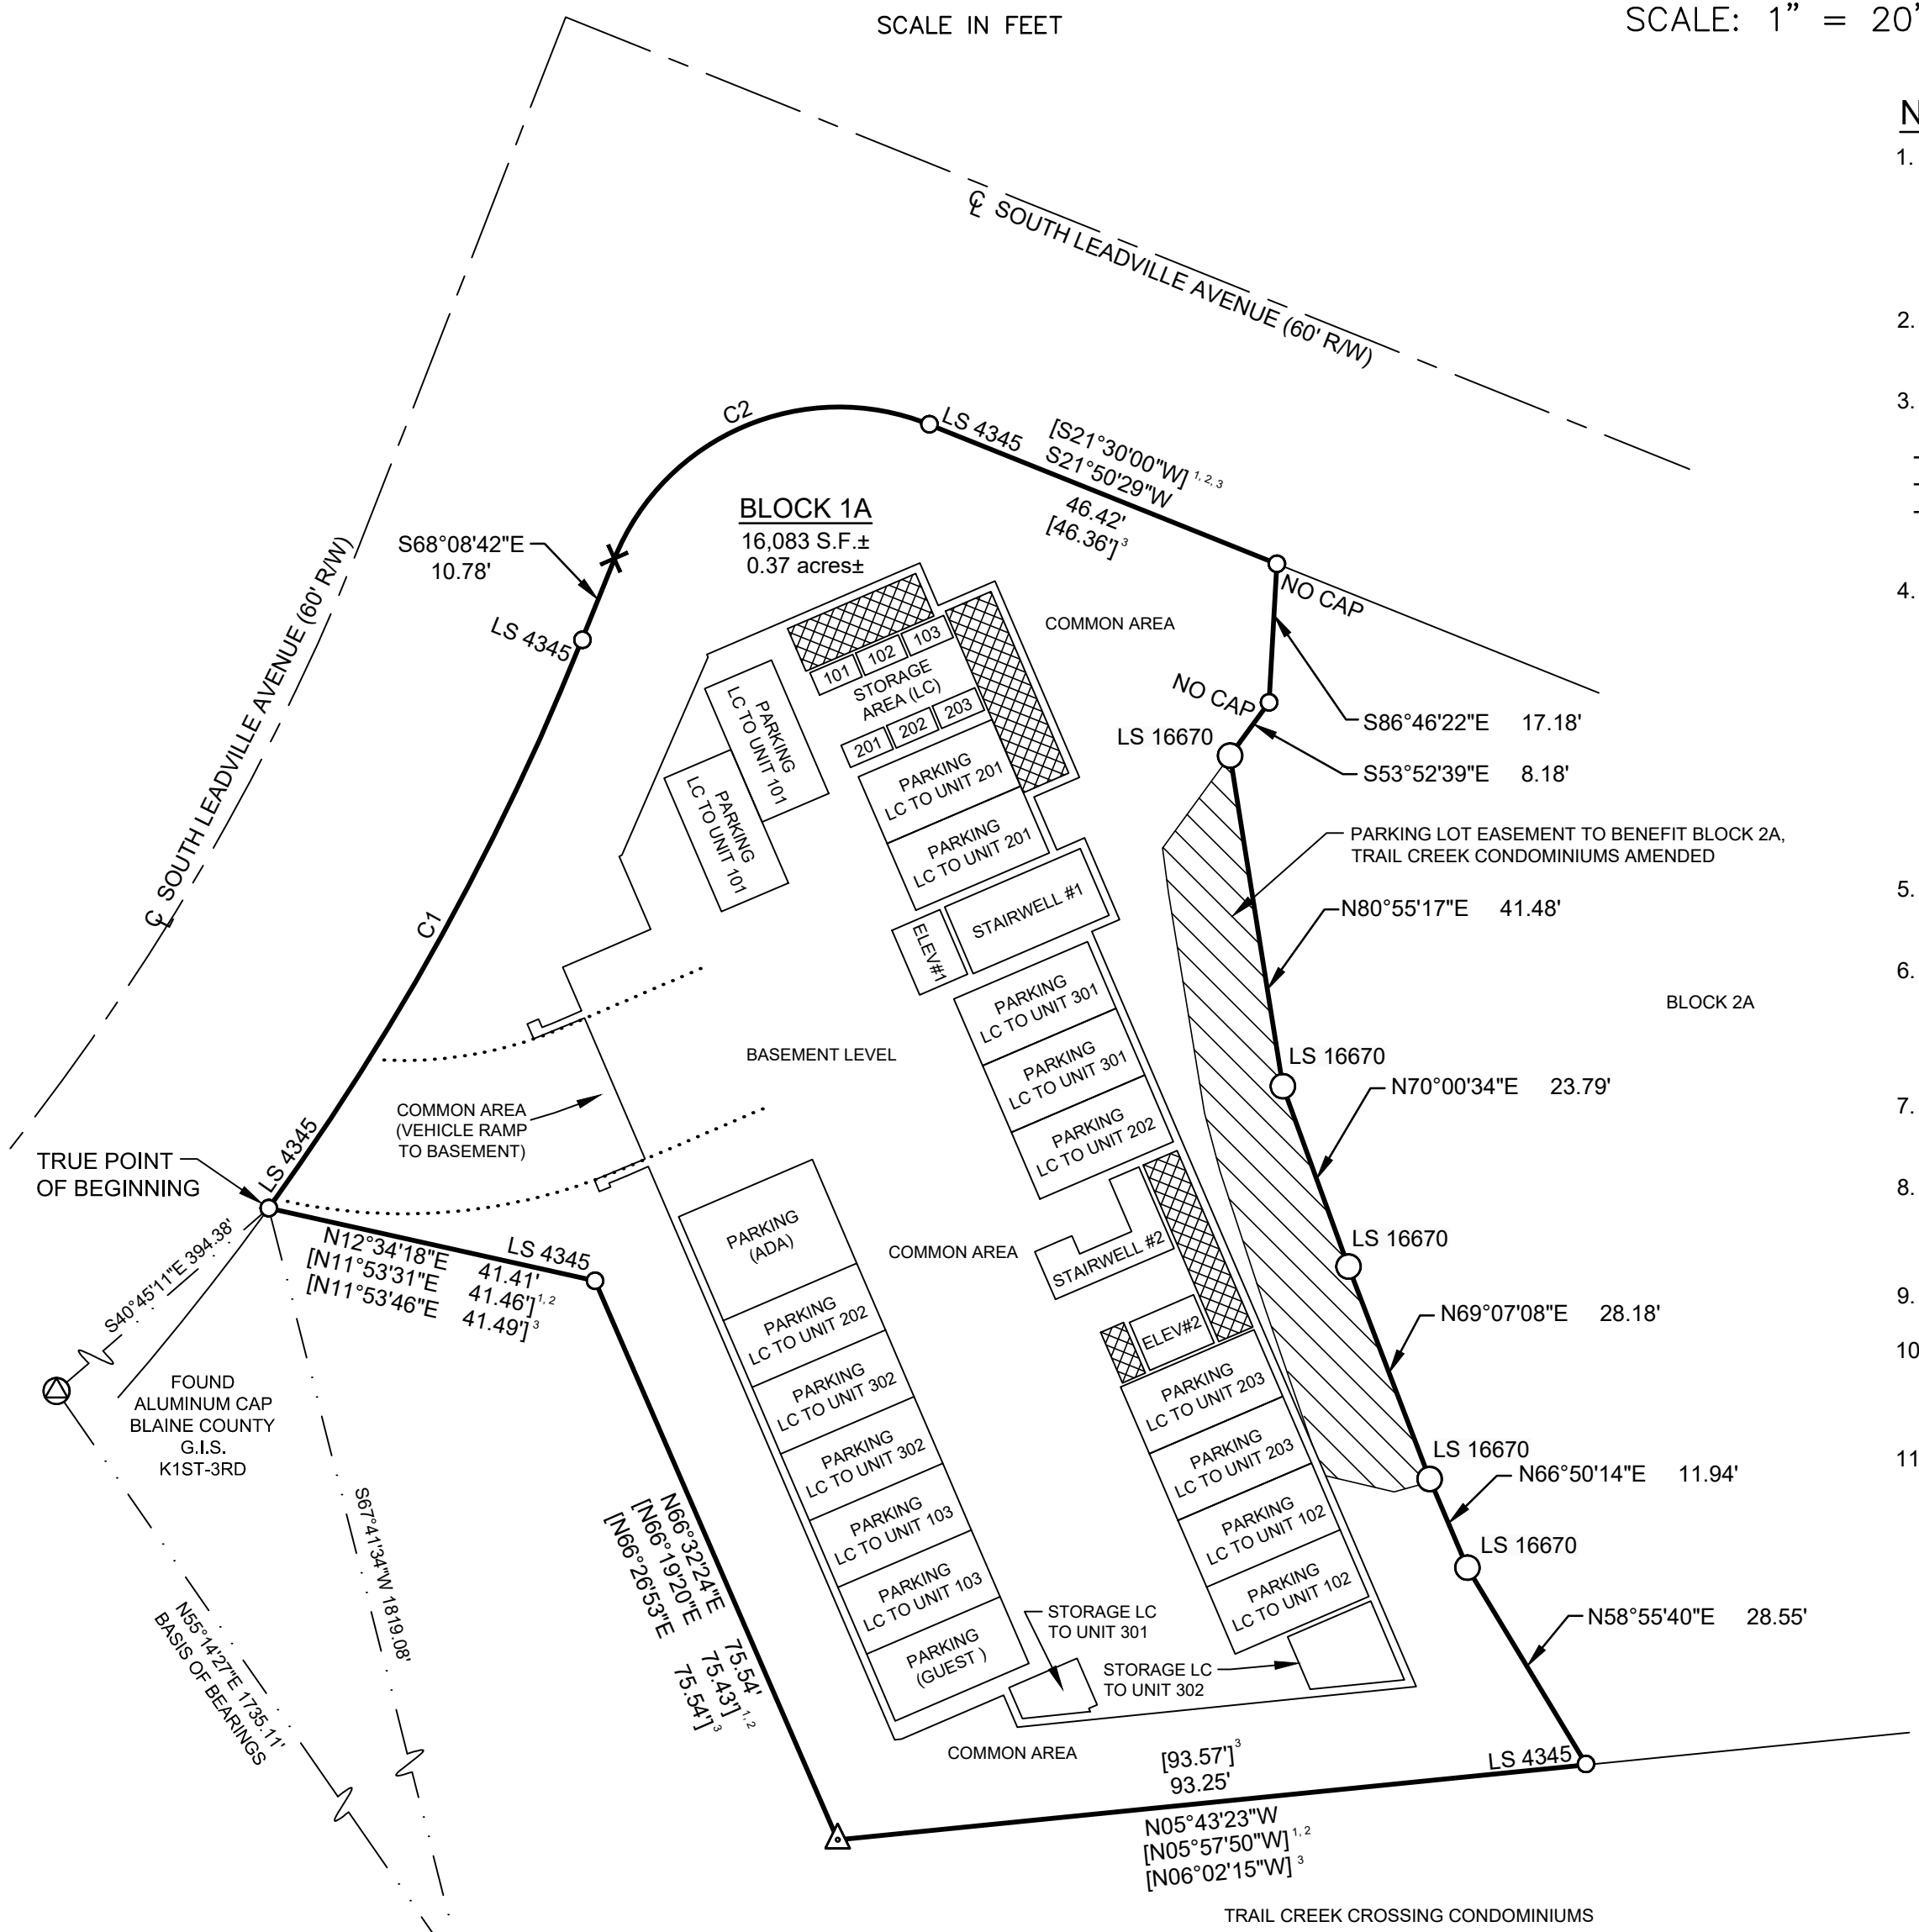 SCALE IN FEET
SCALE: 1" = 20'
N
1.
2.
3.
4.
5.
6.
7.
8.
9.
10
11
℄ SOUTH LEADVILLE AVENUE (60' R/W)
℄ SOUTH LEADVILLE AVENUE (60' R/W)
C2
LS 4345
[S21°30'00"W] 1, 2, 3
S21°50'29"W
46.42'
[46.36'] 3
BLOCK 1A
16,083 S.F.±
0.37 acres±
S68°08'42"E
10.78'
LS 4345
NO CAP
COMMON AREA
NO CAP
LS 16670
S86°46'22"E 17.18'
S53°52'39"E 8.18'
PARKING LOT EASEMENT TO BENEFIT BLOCK 2A,
TRAIL CREEK CONDOMINIUMS AMENDED
N80°55'17"E 41.48'
BLOCK 2A
101
102
103
STORAGE
AREA (LC)
201
202
203
PARKING
LC TO UNIT 101
PARKING
LC TO UNIT 101
PARKING
LC TO UNIT 201
PARKING
LC TO UNIT 201
STAIRWELL #1
ELEV#1
C1
PARKING
LC TO UNIT 301
PARKING
LC TO UNIT 301
PARKING
LC TO UNIT 202
BASEMENT LEVEL
LS 16670
N70°00'34"E 23.79'
COMMON AREA
(VEHICLE RAMP
TO BASEMENT)
TRUE POINT
OF BEGINNING
LS 4345
S40°45'11"E 394.38'
N12°34'18"E 41.41'
[N11°53'31"E 41.46'] 1, 2
[N11°53'46"E 41.49'] 3
LS 4345
PARKING
(ADA)
COMMON AREA
STAIRWELL #2
ELEV#2
LS 16670
N69°07'08"E 28.18'
FOUND
ALUMINUM CAP
BLAINE COUNTY
G.I.S.
K1ST-3RD
PARKING
LC TO UNIT 202
PARKING
LC TO UNIT 302
PARKING
LC TO UNIT 302
PARKING
LC TO UNIT 103
PARKING
LC TO UNIT 103
PARKING
(GUEST )
PARKING
LC TO UNIT 203
PARKING
LC TO UNIT 203
PARKING
LC TO UNIT 102
PARKING
LC TO UNIT 102
LS 16670
N66°50'14"E 11.94'
LS 16670
N58°55'40"E 28.55'
S67°41'34"W 1819.08'
N55°14'27"E 1735.11'
BASIS OF BEARINGS
N66°32'24"E 75.54'
[N66°19'20"E 75.43'] 1, 2
[N66°26'53"E 75.54'] 3
STORAGE LC
TO UNIT 301
STORAGE LC
TO UNIT 302
COMMON AREA
[93.57'] 3
93.25'
LS 4345
N05°43'23"W
[N05°57'50"W] 1, 2
[N06°02'15"W] 3
TRAIL CREEK CROSSING CONDOMINIUMS